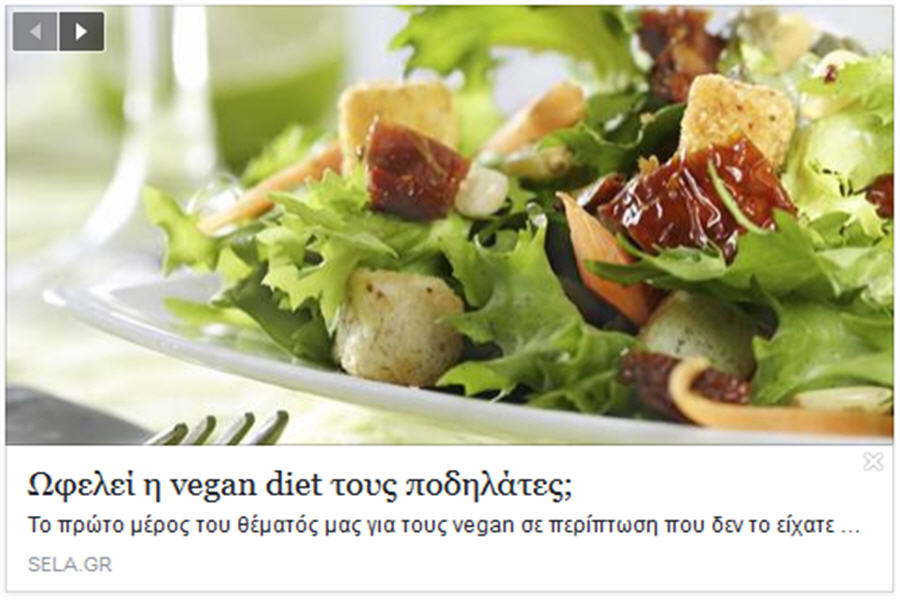 Ωφελεί η vegan diet τους ποδηλάτες;
Το πρώτο μέρος του θέματός μας για τους vegan σε περίπτωση που δεν το είχατε ...
SELA.GR